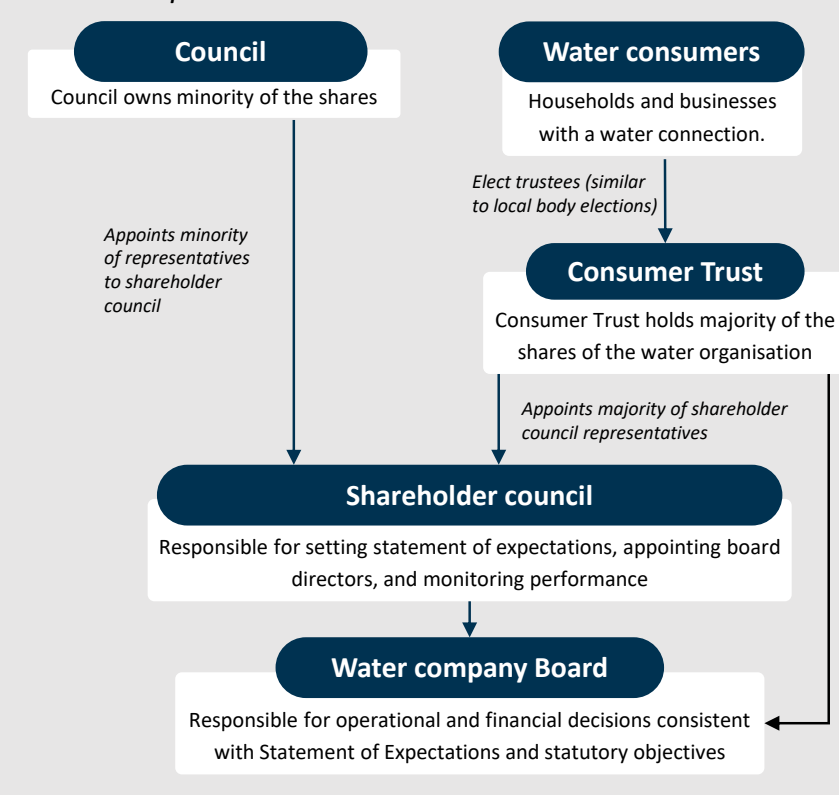 Council
Council owns minority of the shares
Water consumers
Households and businesses
with a water connection.
Elect trustees (similar
to local body elections)
Appoints minority
of representatives
to shareholder
council
Consumer Trust
Consumer Trust holds majority of the
shares of the water organisation
Appoints majority of shareholder
council representatives
Shareholder council
Responsible for setting statement of expectations, appointing board
directors, and monitoring performance
Water company Board
Responsible for operational and financial decisions consistent
with Statement of Expectations and statutory objectives